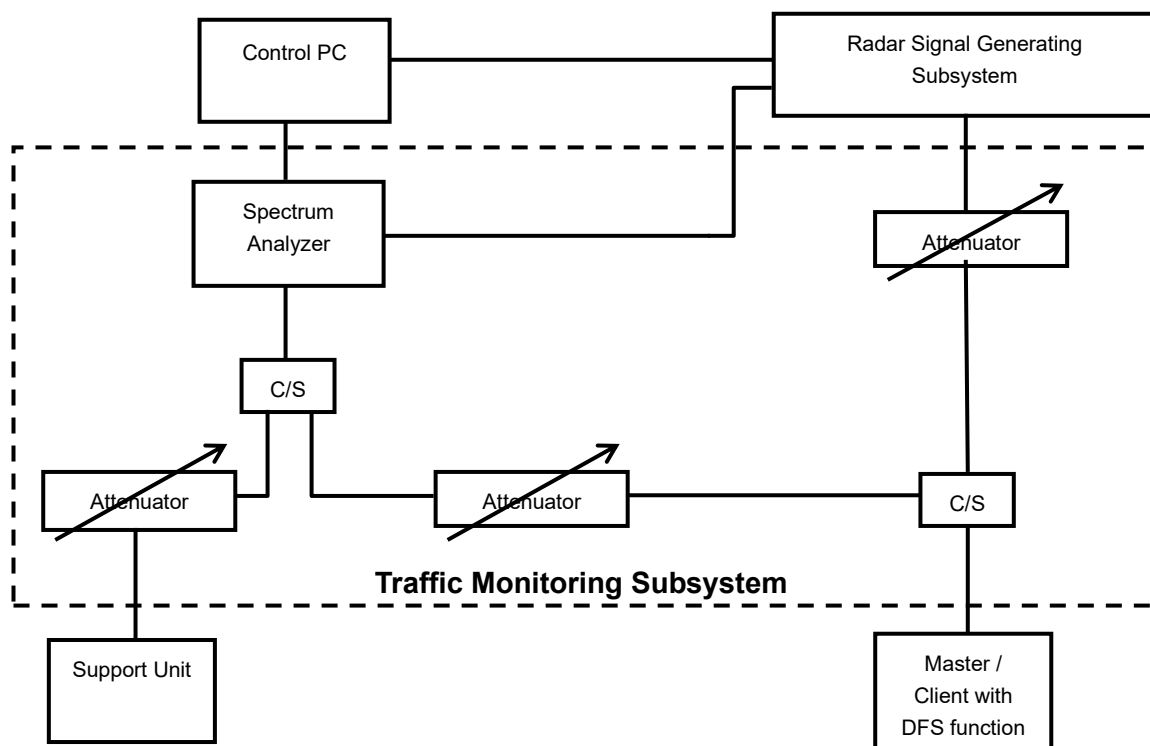 Control PC
Radar Signal Generating
Subsystem
Spectrum
Analyzer
Attenuator
C/S
Attenuator
Attenuator
C/S
Traffic Monitoring Subsystem
Support Unit
Master /
Client with
DFS function